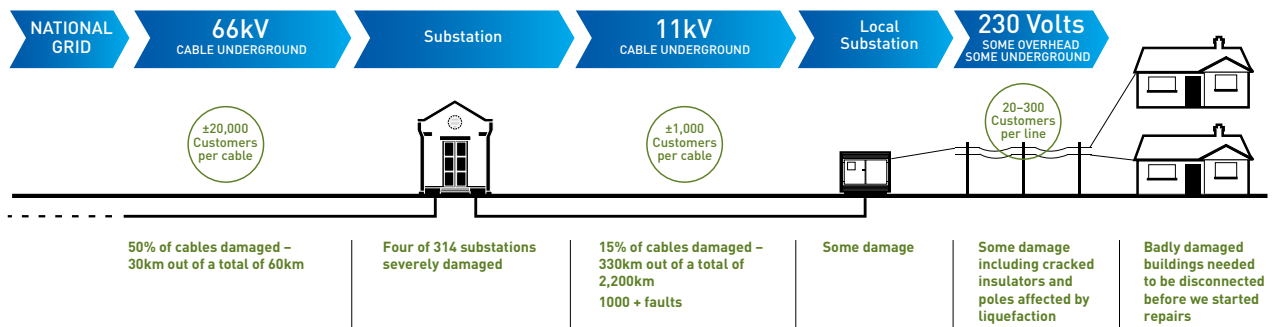 NATIONAL
GRID
66kV
CABLE UNDERGROUND
Substation
11kV
CABLE UNDERGROUND
Local
Substation
230 Volts
SOME OVERHEAD
SOME UNDERGROUND
±20,000
Customers
per cable
±1,000
Customers
per cable
20–300
Customers
per line
50% of cables damaged –
30km out of a total of 60km
Four of 314 substations
severely damaged
15% of cables damaged –
330km out of a total of
2,200km
1000 + faults
Some damage
Some damage
including cracked
insulators and
poles affected by
liquefaction
Badly damaged
buildings needed
to be disconnected
before we started
repairs